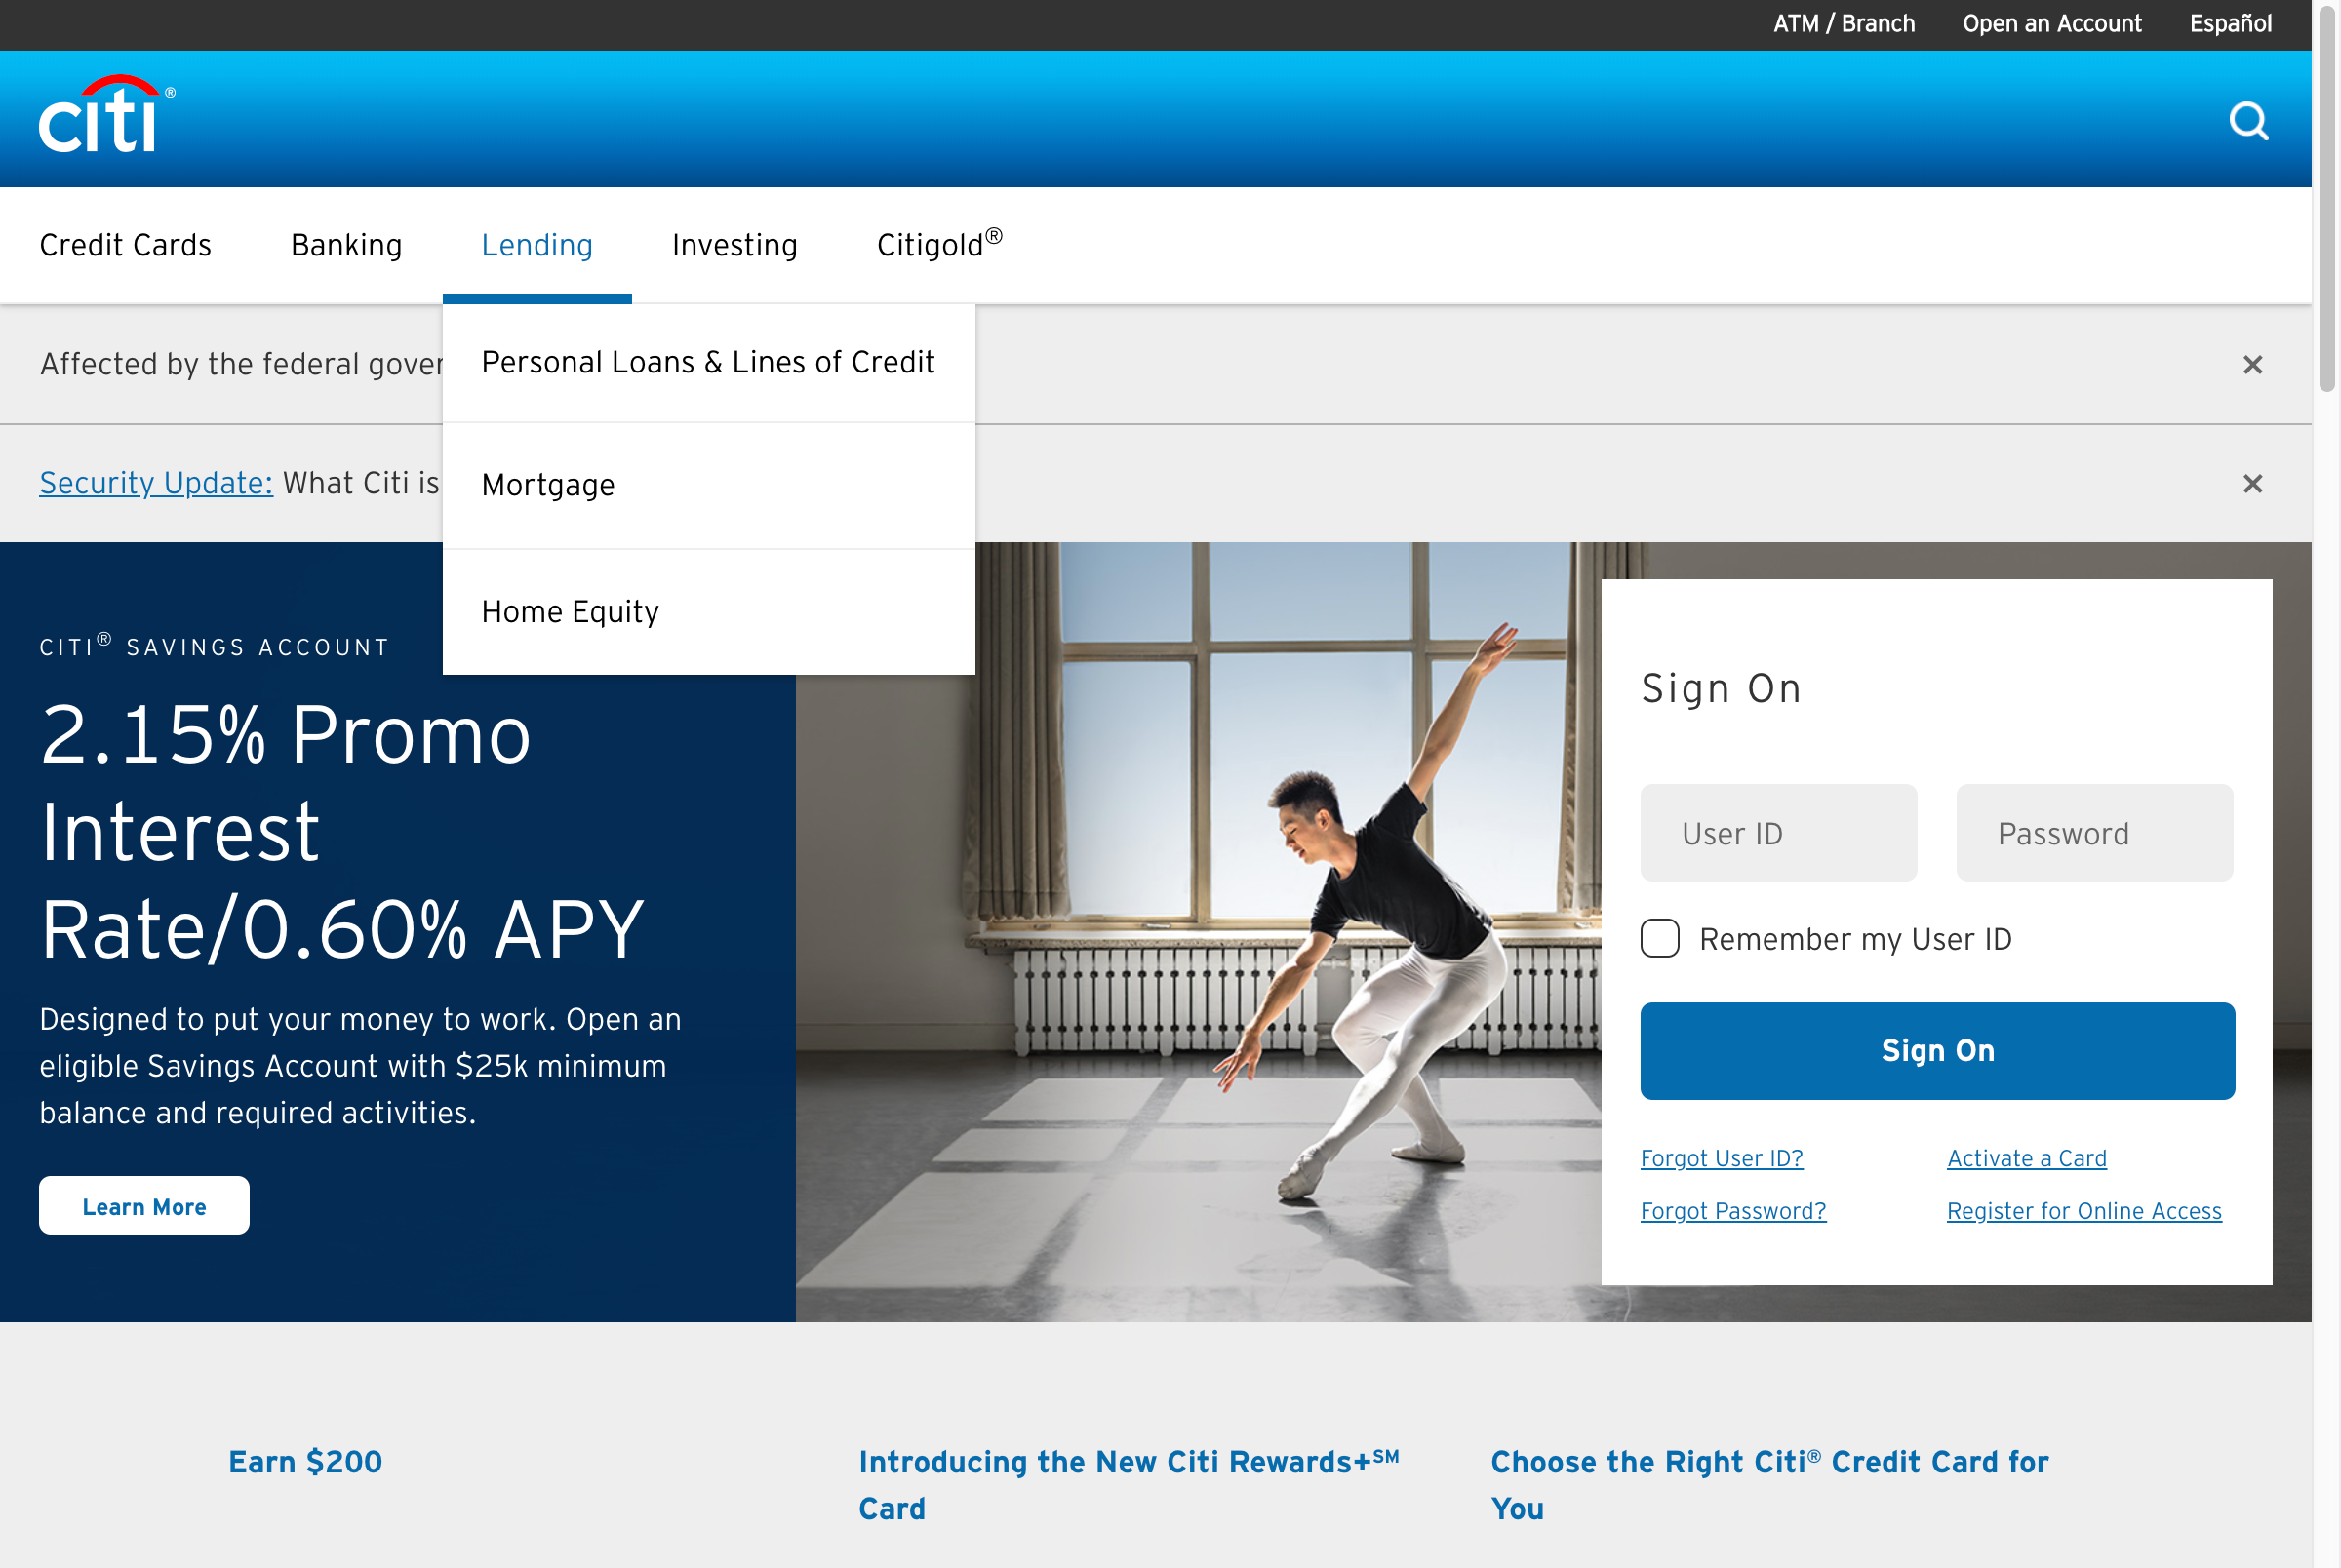 ATM / Branch
Open an Account
Español
citi®
Credit Cards
Banking
Lending
Investing
Citigold®
Affected by the federal gover
Personal Loans & Lines of Credit
Security Update: What Citi is
Mortgage
Home Equity
CITI® SAVINGS ACCOUNT
2.15% Promo
Interest
Rate/0.60% APY
Designed to put your money to work. Open an
eligible Savings Account with $25k minimum
balance and required activities.
Learn More
Sign On
User ID
Password
Remember my User ID
Sign On
Forgot User ID?
Activate a Card
Forgot Password?
Register for Online Access
Earn $200
Introducing the New Citi Rewards+℠
Card
Choose the Right Citi® Credit Card for
You